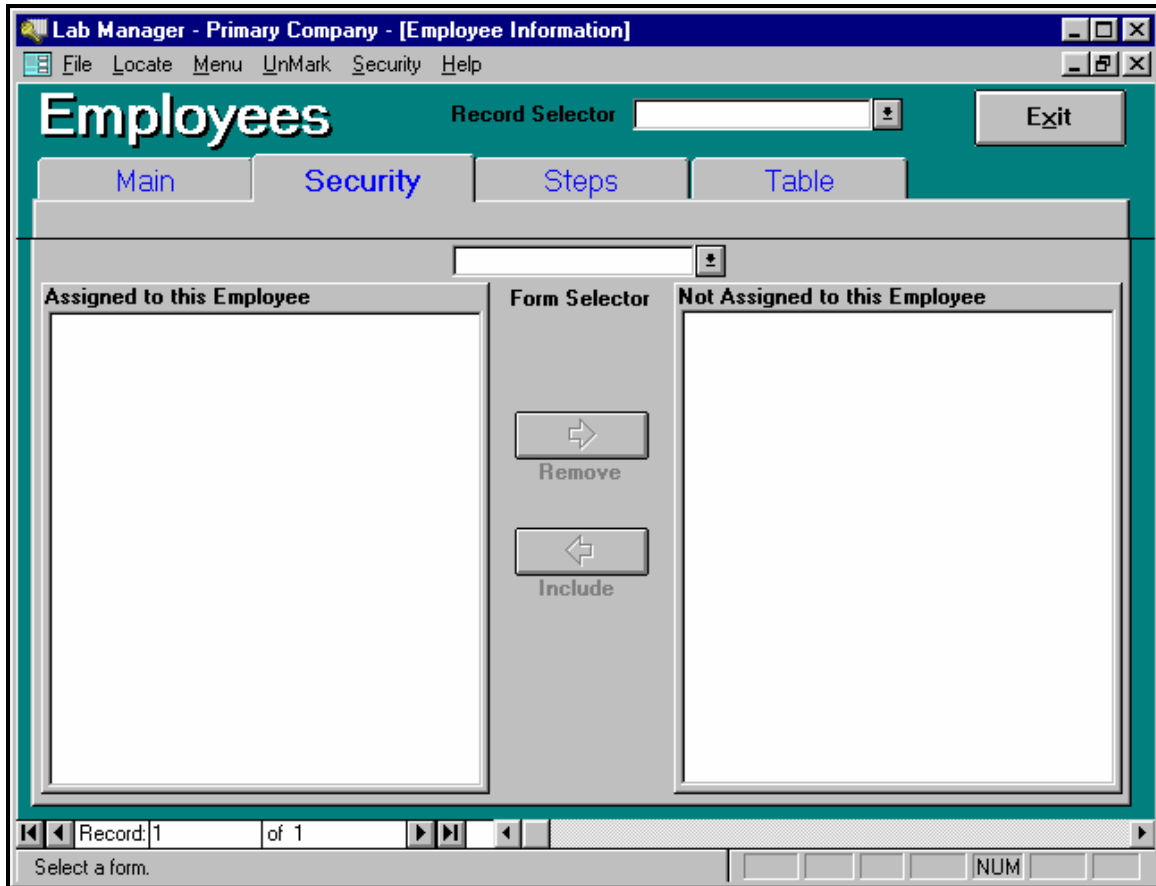 Lab Manager - Primary Company - [Employee Information]
File Locate Menu UnMark Security Help
Employees
Record Selector
Exit
Main Security Steps Table
Assigned to this Employee
Form Selector
Not Assigned to this Employee
Remove
Include
Record: 1 of 1
Select a form.
NUM